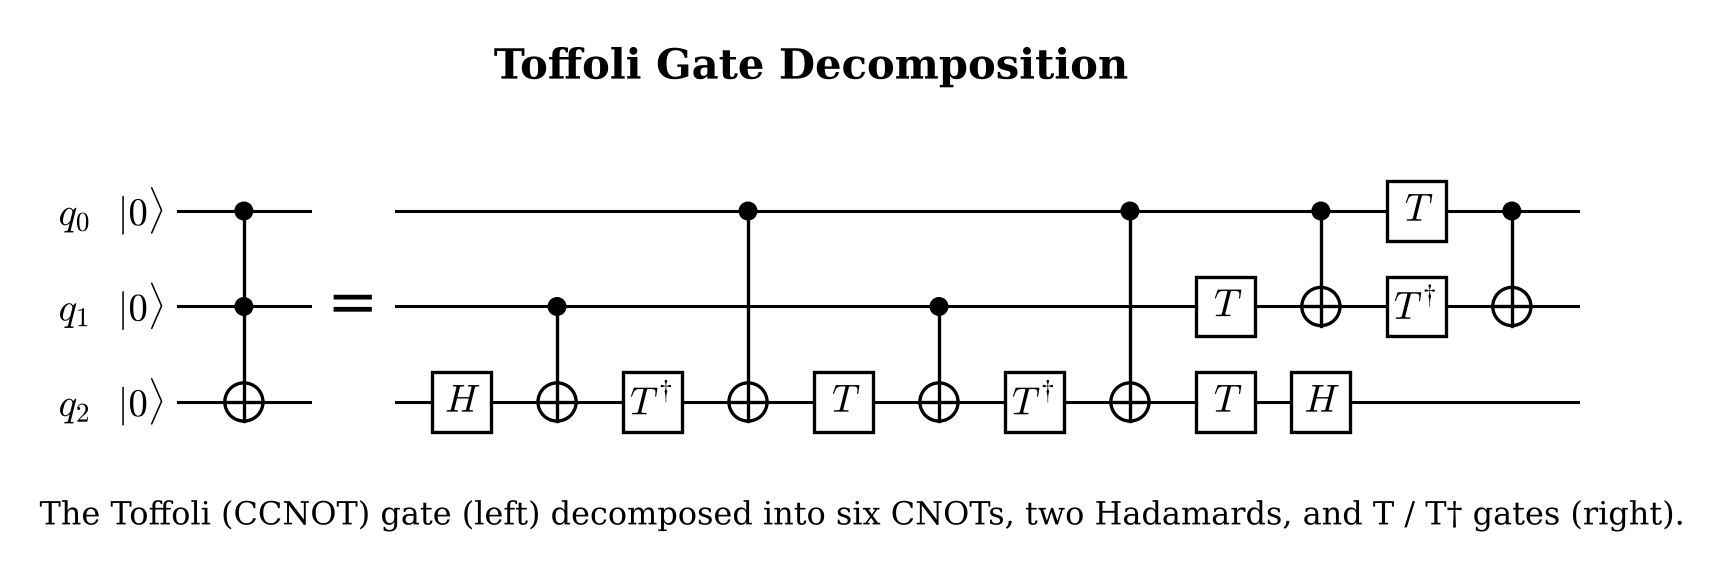 Toffoli Gate Decomposition
q₀ |0⟩ T
q₁ |0⟩ = T T†
q₂ |0⟩ H T† T T† T H
The Toffoli (CCNOT) gate (left) decomposed into six CNOTs, two Hadamards, and T / T† gates (right).